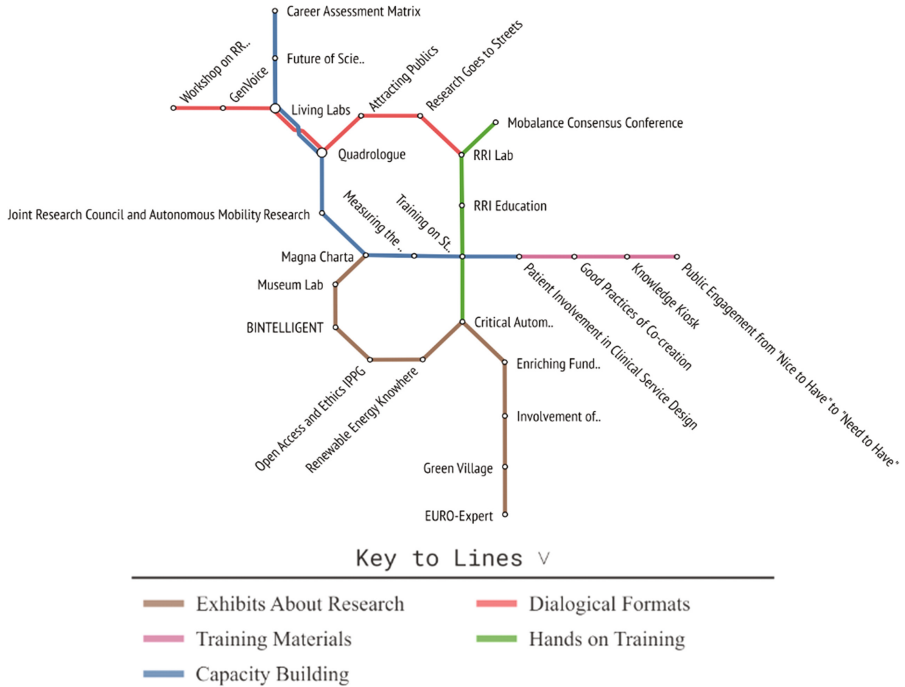 Career Assessment Matrix
Future of Scie..
Workshop on RR..
GenVoice
Living Labs
Attracting Publics
Research Goes to Streets
Mobalance Consensus Conference
Quadrologue
RRI Lab
RRI Education
Joint Research Council and Autonomous Mobility Research
Measuring the ..
Training on St..
Magna Charta
Patient Involvement in Clinical Service Design
Good Practices of Co-creation
Knowledge Kiosk
Public Engagement from "Nice to Have" to "Need to Have"
Museum Lab
BINTELLIGENT
Critical Autom..
Open Access and Ethics IPPG
Renewable Energy Knowhere
Enriching Fund..
Involvement of..
Green Village
EURO-Expert
Key to Lines ∨
Exhibits About Research
Dialogical Formats
Training Materials
Hands on Training
Capacity Building